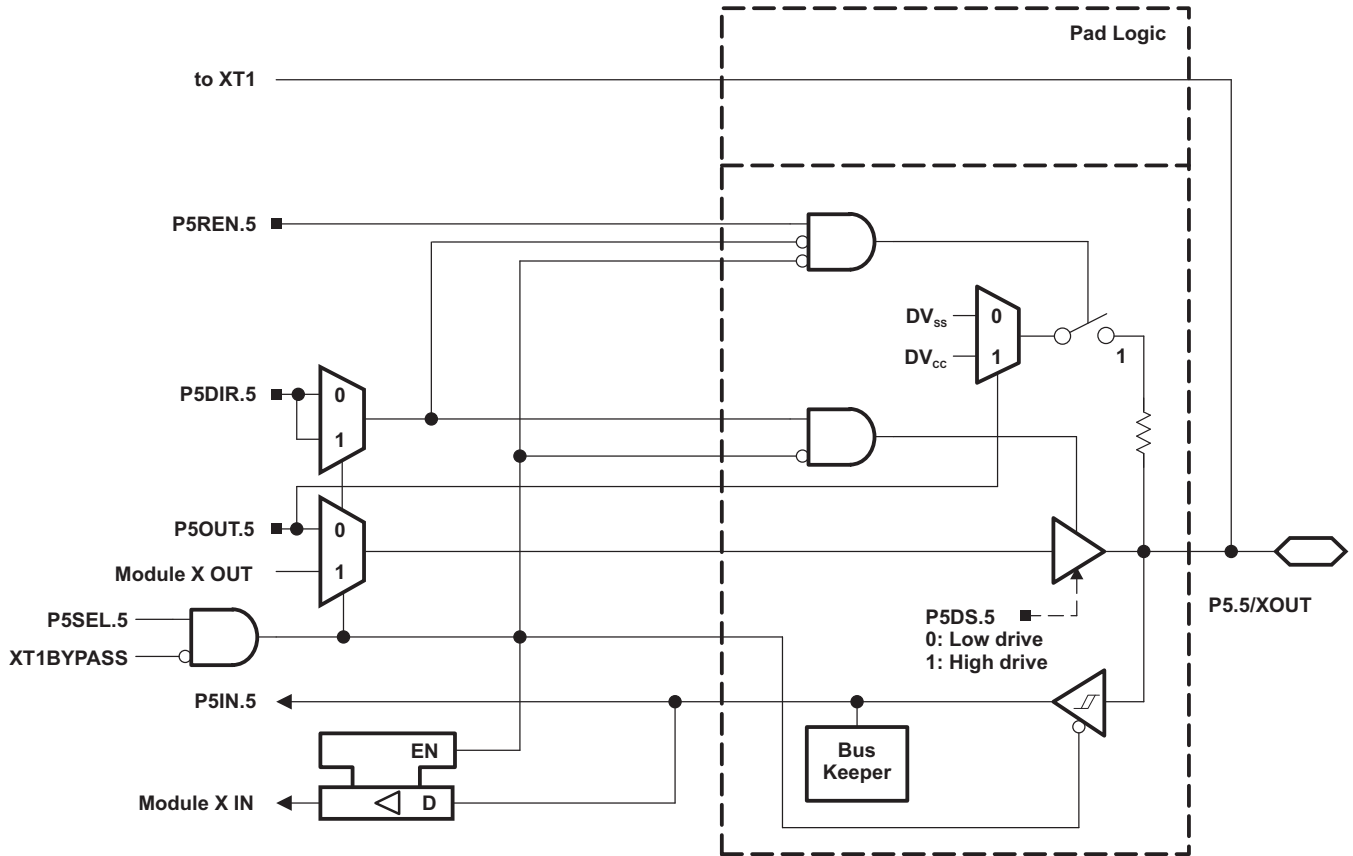 Pad Logic
to XT1
P5REN.5
DVss
0
DVcc
1
1
P5DIR.5
0
1
P5OUT.5
0
Module X OUT
1
P5SEL.5
XT1BYPASS
P5DS.5
0: Low drive
1: High drive
P5.5/XOUT
P5IN.5
Bus
Keeper
EN
Module X IN
D